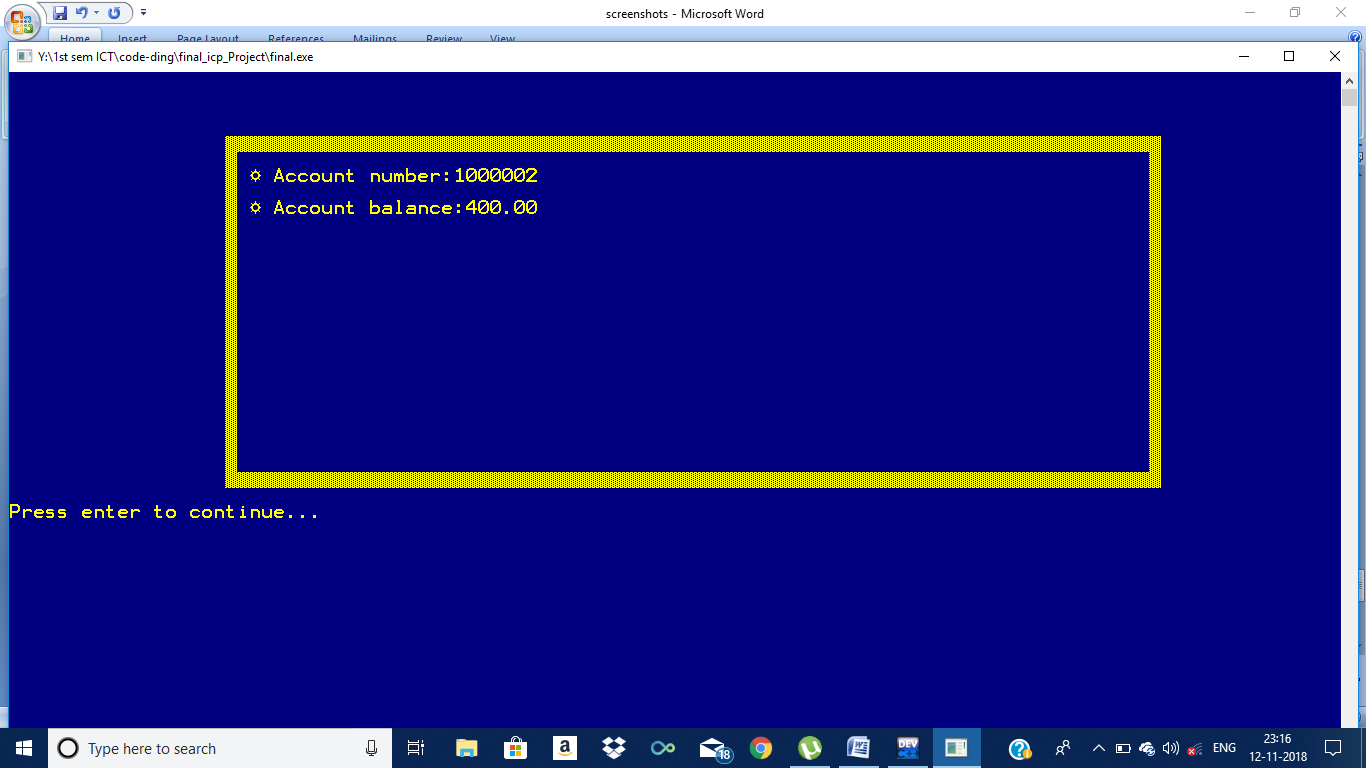 screenshots - Microsoft Word
Home Insert Page Layout References Mailings Review View
Y:\1st sem ICT\code-ding\final_icp_Project\final.exe
☼ Account number:1000002
☼ Account balance:400.00
Press enter to continue...
Type here to search
a
18
DEV
ENG
23:16
12-11-2018